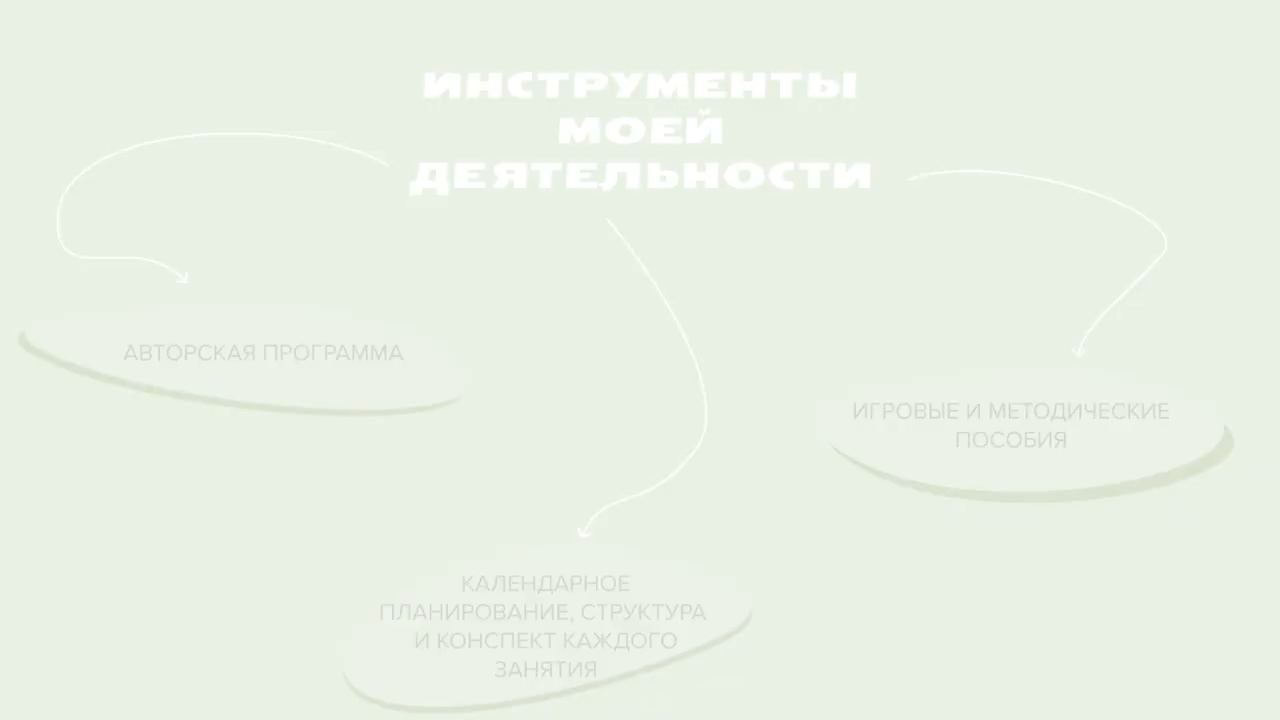 ИНСТРУМЕНТЫ
МОЕЙ
ДЕЯТЕЛЬНОСТИ
АВТОРСКАЯ ПРОГРАММА
ИГРОВЫЕ И МЕТОДИЧЕСКИЕ
ПОСОБИЯ
КАЛЕНДАРНОЕ
ПЛАНИРОВАНИЕ, СТРУКТУРА
И КОНСПЕКТ КАЖДОГО
ЗАНЯТИЯ